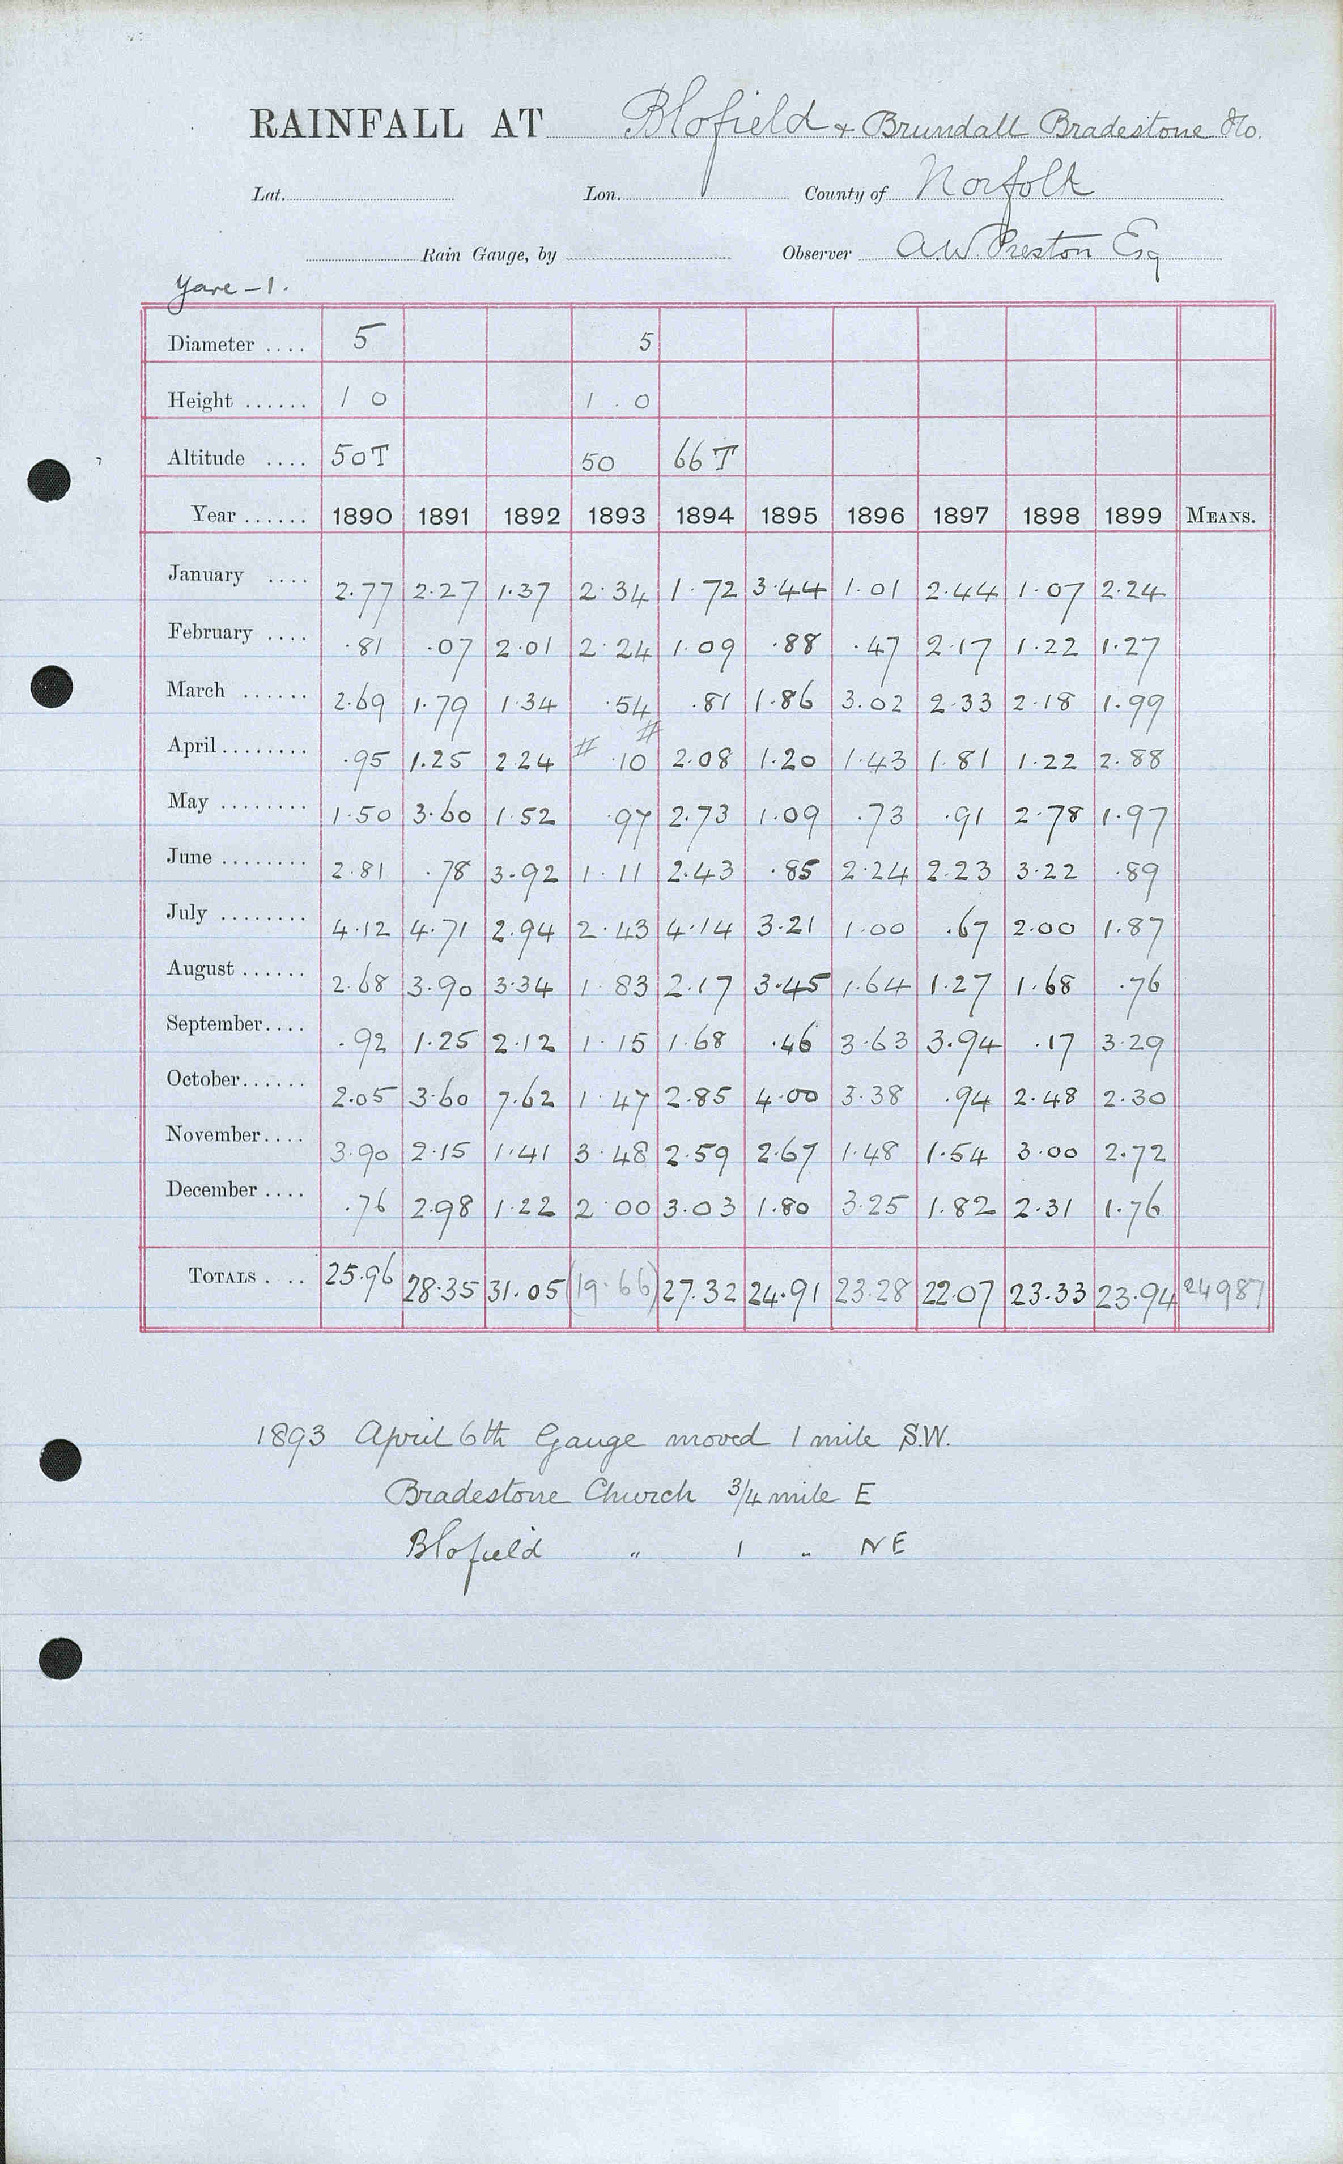 RAINFALL AT Blofield & Brundall Bradestone Ho.
Lat. Lon. County of Norfolk
Rain Gauge, by Observer A.W. Preston Esq
Yare - 1.
Diameter .... 5 5
Height ...... 1 0 1 . 0
Altitude .... 50T 50 66T
Year ...... 1890 1891 1892 1893 1894 1895 1896 1897 1898 1899 MEANS.
January .... 2.77 2.27 1.37 2.34 1.72 3.44 1.01 2.44 1.07 2.24
February .... .81 .07 2.01 2.24 1.09 .88 .47 2.17 1.22 1.27
March ...... 2.69 1.79 1.34 .54 .81 1.86 3.02 2.33 2.18 1.99
April ........ .95 1.25 2.24 # .10 # 2.08 1.20 1.43 1.81 1.22 2.88
May ........ 1.50 3.60 1.52 .97 2.73 1.09 .73 .91 2.78 1.97
June ........ 2.81 .78 3.92 1.11 2.43 .85 2.24 2.23 3.22 .89
July ........ 4.12 4.71 2.94 2.43 4.14 3.21 1.00 .67 2.00 1.87
August ...... 2.68 3.90 3.34 1.83 2.17 3.45 1.64 1.27 1.68 .76
September .... .92 1.25 2.12 1.15 1.68 .46 3.63 3.94 .17 3.29
October ...... 2.05 3.60 7.62 1.47 2.85 4.00 3.38 .94 2.48 2.30
November .... 3.90 2.15 1.41 3.48 2.59 2.67 1.48 1.54 3.00 2.72
December .... .76 2.98 1.22 2.00 3.03 1.80 3.25 1.82 2.31 1.76
TOTALS . .. 25.96 28.35 31.05 (19.66) 27.32 24.91 23.28 22.07 23.33 23.94 24987
1893 April 6th Gauge moved 1 mile S.W.
Bradestone Church 3/4 mile E
Blofield " 1 " NE